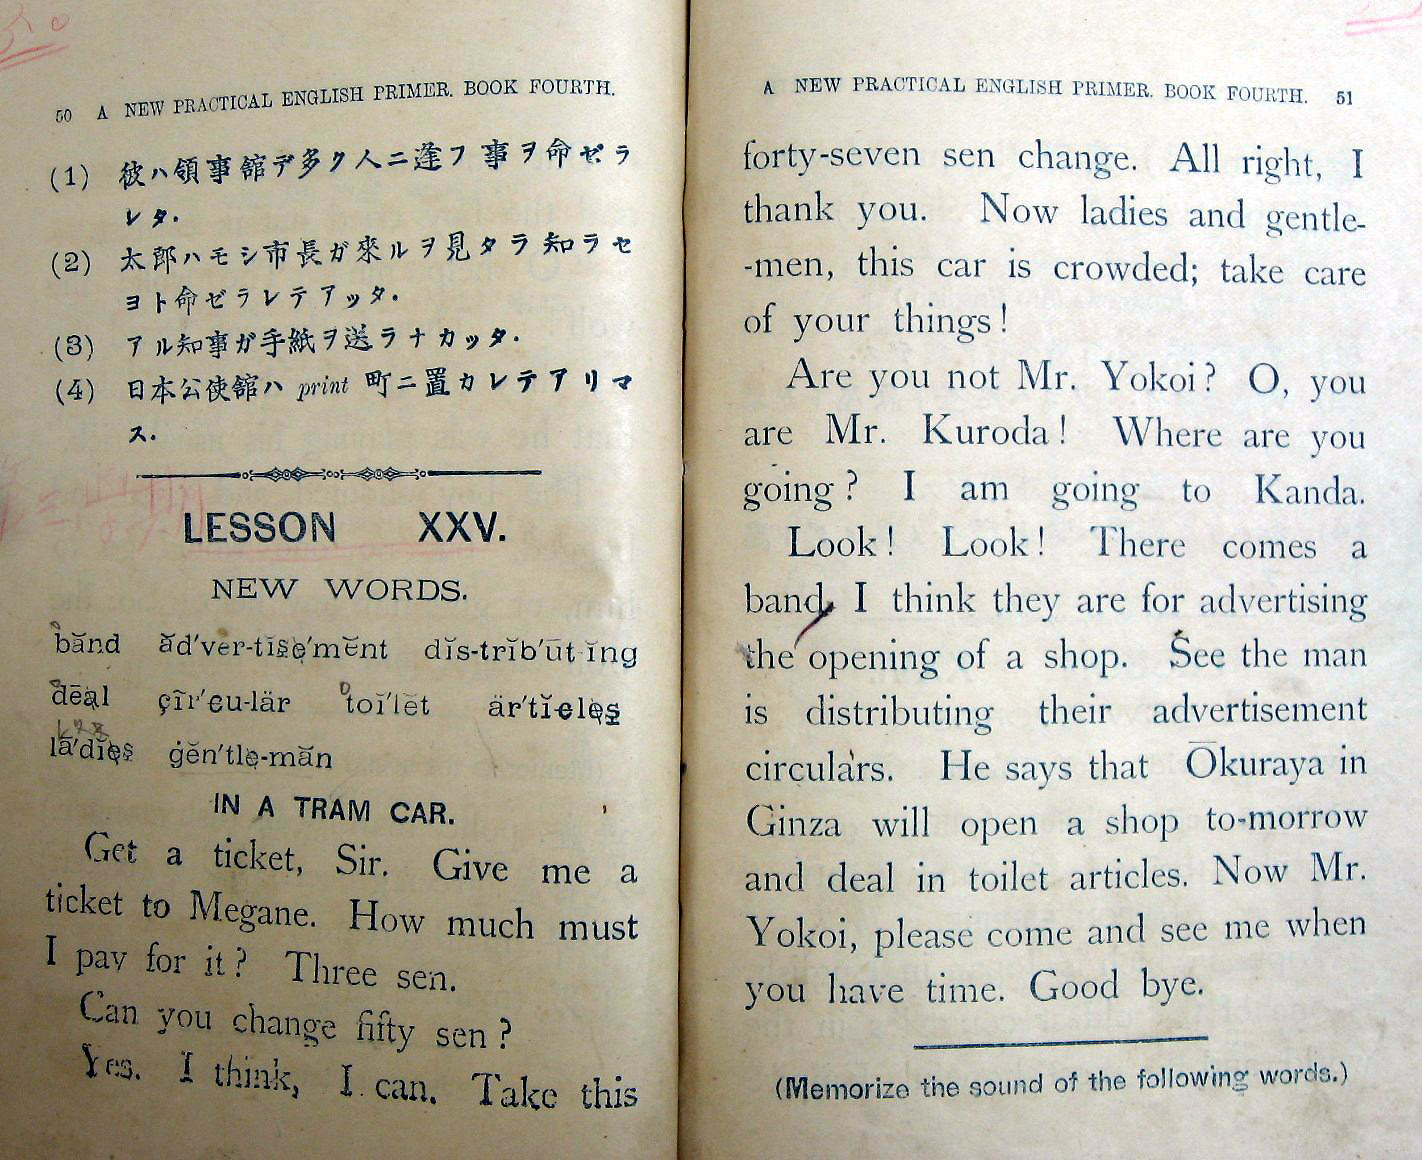 50 A NEW PRACTICAL ENGLISH PRIMER. BOOK FOURTH.
(1) 彼ハ領事館デ多ク人ニ逢フ事ヲ命ゼラ
レタ.
(2) 太郎ハモシ市長ガ來ルヲ見タラ知ラセ
ヨト命ゼラレテアッタ.
(3) アル知事ガ手紙ヲ送ラナカッタ.
(4) 日本公使館ハ print 町ニ置カレテアリマ
ス.
第三学期
LESSON XXV.
NEW WORDS.
bănd ăd′ver-tīs̱e̸′mĕnt dĭs-trĭb′ūt ĭng
dēa̸l çĩr′cu-lär toĭ′lĕt är′tĭ-cle̸s̱
lā′dĭe̸s̱ ġĕn′tle̸-măn
IN A TRAM CAR.
Get a ticket, Sir. Give me a
ticket to Megane. How much must
I pay for it? Three sen.
Can you change fifty sen?
Yes. I think, I can. Take this
A NEW PRACTICAL ENGLISH PRIMER. BOOK FOURTH. 51
forty-seven sen change. All right, I
thank you. Now ladies and gentle-
-men, this car is crowded; take care
of your things!
Are you not Mr. Yokoi? O, you
are Mr. Kuroda! Where are you
going? I am going to Kanda.
Look! Look! There comes a
band, I think they are for advertising
the opening of a shop. See the man
is distributing their advertisement
circulars. He says that Ōkuraya in
Ginza will open a shop to-morrow
and deal in toilet articles. Now Mr.
Yokoi, please come and see me when
you have time. Good bye.
(Memorize the sound of the following words.)